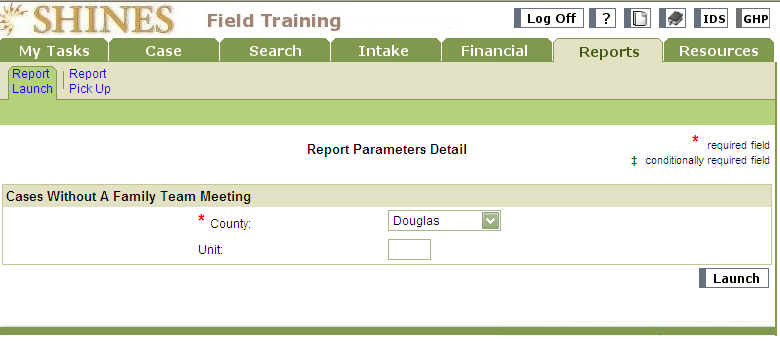 SHINES Field Training Log Off ? IDS GHP
My Tasks Case Search Intake Financial Reports Resources
Report Launch Report Pick Up
Report Parameters Detail
* required field
‡ conditionally required field
Cases Without A Family Team Meeting
* County: Douglas
Unit:
Launch